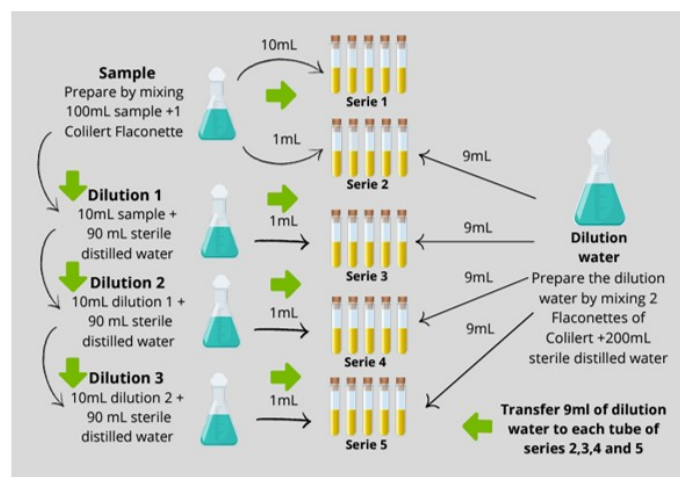 Sample
Prepare by mixing
100mL sample +1
Colilert Flaconette
10mL
Serie 1
1mL
Serie 2
9mL
Dilution 1
10mL sample +
90 mL sterile
distilled water
1mL
Serie 3
9mL
Dilution
water
Prepare the dilution
water by mixing 2
Flaconettes of
Colilert +200mL
sterile distilled water
Dilution 2
10mL dilution 1 +
90 mL sterile
distilled water
1mL
Serie 4
9mL
Dilution 3
10mL dilution 2 +
90 mL sterile
distilled water
1mL
Serie 5
9mL
Transfer 9ml of dilution
water to each tube of
series 2,3,4 and 5